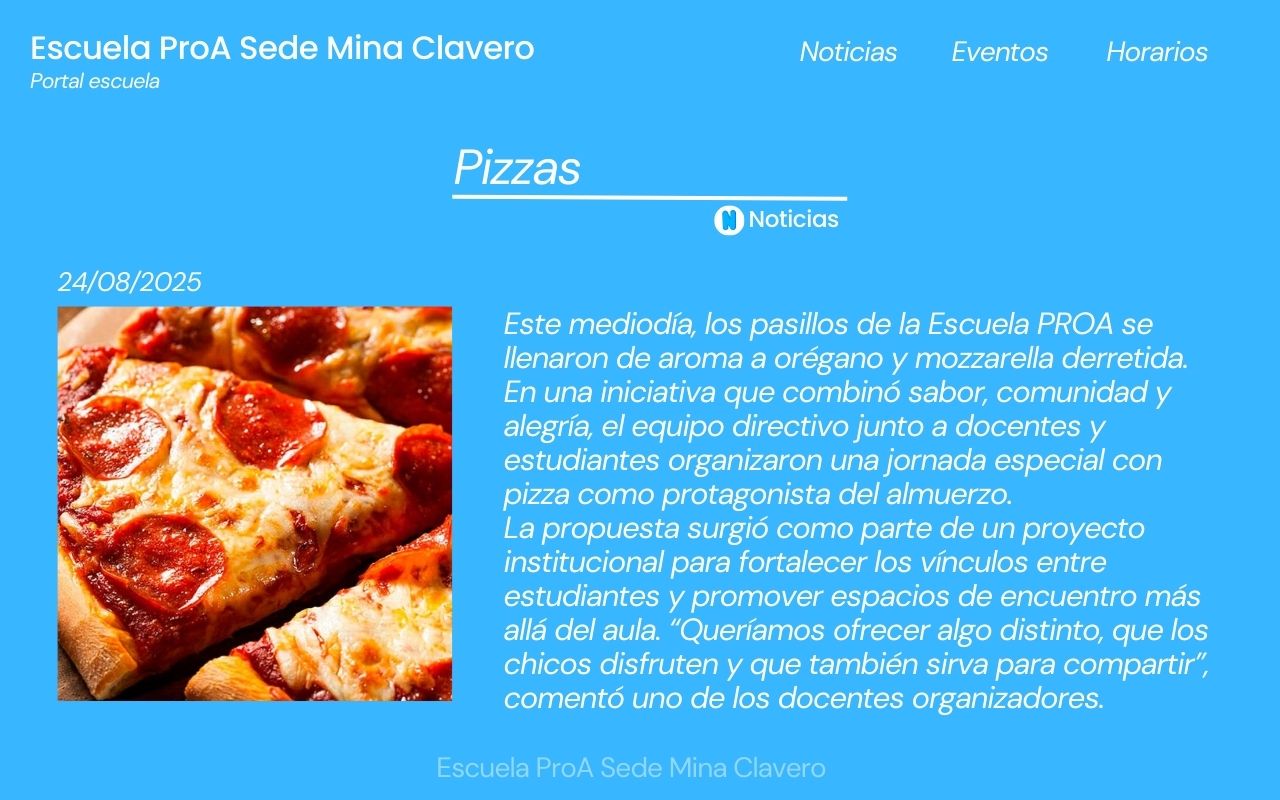 Escuela ProA Sede Mina Clavero
Portal escuela
Noticias Eventos Horarios
Pizzas
N Noticias
24/08/2025
Este mediodía, los pasillos de la Escuela PROA se
llenaron de aroma a orégano y mozzarella derretida.
En una iniciativa que combinó sabor, comunidad y
alegría, el equipo directivo junto a docentes y
estudiantes organizaron una jornada especial con
pizza como protagonista del almuerzo.
La propuesta surgió como parte de un proyecto
institucional para fortalecer los vínculos entre
estudiantes y promover espacios de encuentro más
allá del aula. “Queríamos ofrecer algo distinto, que los
chicos disfruten y que también sirva para compartir”,
comentó uno de los docentes organizadores.
Escuela ProA Sede Mina Clavero